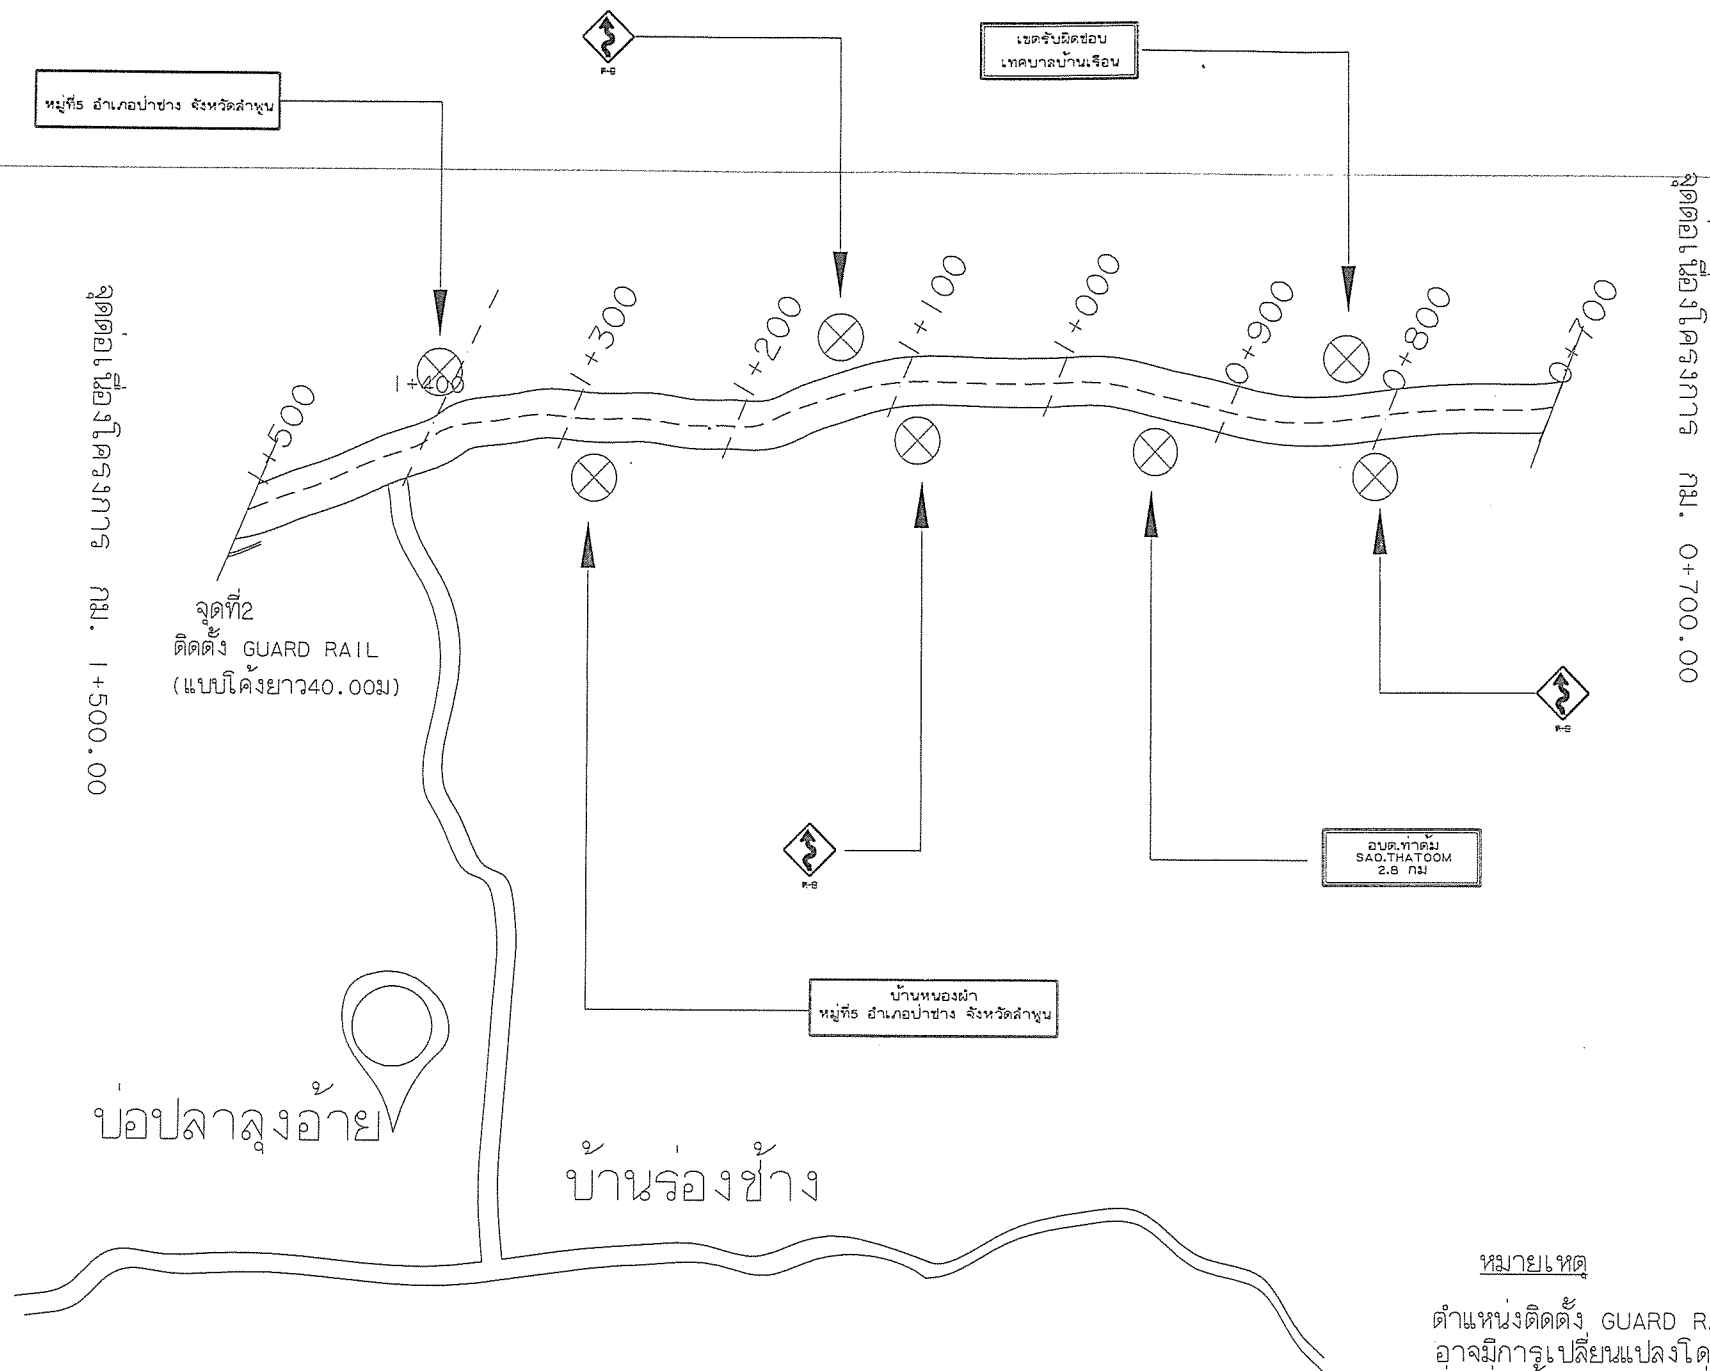 ต-8
เขตรับผิดชอบ
เทศบาลบ้านเรือน
หมู่ที่5 อำเภอป่าซาง จังหวัดลำพูน
จุดต่อเนื่องโครงการ กม. 0+700.00
จุดต่อเนื่องโครงการ กม. 1+500.00
1+500
1+400
1+300
1+200
1+100
1+000
0+900
0+800
0+700
จุดที่2
ติดตั้ง GUARD RAIL
(แบบโค้งยาว40.00ม)
ต-8
ต-8
อบต.ท่าตุ้ม
SAO.THATOOM
2.8 กม
บ้านหนองผำ
หมู่ที่5 อำเภอป่าซาง จังหวัดลำพูน
บ่อปลาลุงอ้าย
บ้านร่องช้าง
หมายเหตุ
ตำแหน่งติดตั้ง GUARD
อาจมีการเปลี่ยนแปลง